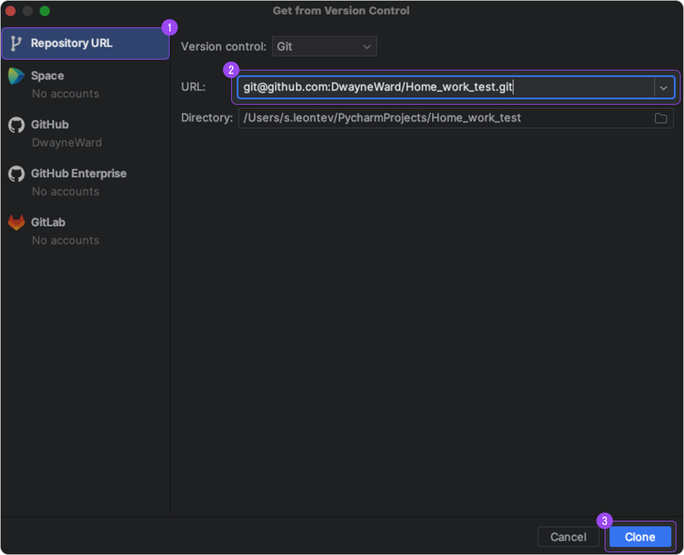 Get from Version Control
1
Repository URL
Version control: Git
Space
No accounts
2
URL: git@github.com:DwayneWard/Home_work_test.git
GitHub
DwayneWard
Directory: /Users/s.leontev/PycharmProjects/Home_work_test
GitHub Enterprise
No accounts
GitLab
No accounts
3
Cancel
Clone